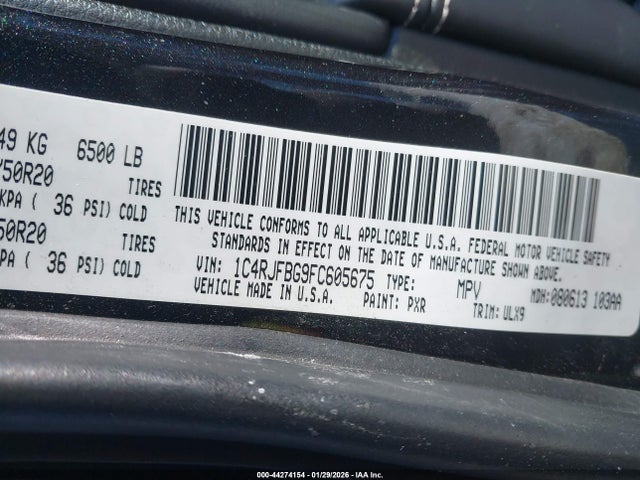 49 KG 6500 LB
50R20 TIRES
KPA ( 36 PSI) COLD
50R20 TIRES
KPA ( 36 PSI) COLD
THIS VEHICLE CONFORMS TO ALL APPLICABLE U.S.A. FEDERAL MOTOR VEHICLE SAFETY
STANDARDS IN EFFECT ON THE DATE OF MANUFACTURE SHOWN ABOVE.
VIN: 1C4RJFBG9FC605675 TYPE: MPV MDH:080613 103AA
VEHICLE MADE IN U.S.A. PAINT: PXR TRIM: ULX9
000-44274154 | 01/29/2026 | IAA Inc.